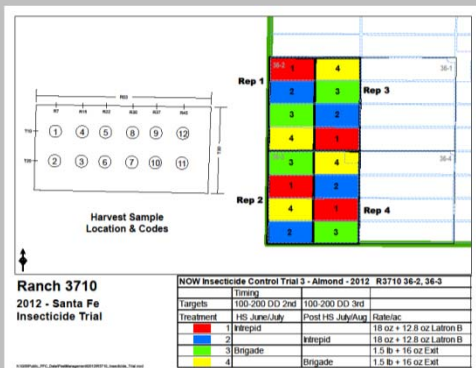 R63
R7 R15 R22 R30 R37 R45
T10
T20
T30
1 4 5 8 9 12
2 3 6 7 10 11
Harvest Sample
Location & Codes
36-2
36-1
36-3
36-4
Rep 1
Rep 3
Rep 2
Rep 4
1 4
2 3
3 2
4 1
3 4
1 2
4 1
2 3
Ranch 3710
2012 - Santa Fe
Insecticide Trial
NOW Insecticide Control Trial 3 - Almond - 2012 R3710 36-2, 36-3
Timing
Targets 100-200 DD 2nd 100-200 DD 3rd
Treatment HS June/July Post HS July/Aug Rate/ac
1 Intrepid 18 oz + 12.8 oz Latron B
2 Intrepid 18 oz + 12.8 oz Latron B
3 Brigade 1.5 lb + 16 oz Exit
4 Brigade 1.5 lb + 16 oz Exit